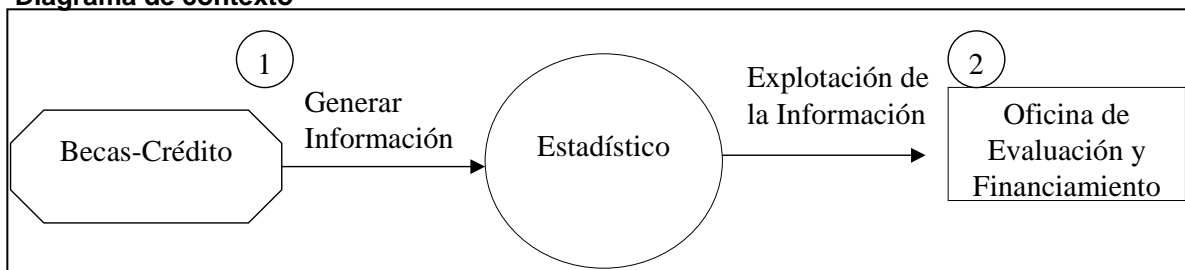 Diagrama de contexto
1
Generar
Información
Becas-Crédito
Estadístico
Explotación de
la Información
2
Oficina de
Evaluación y
Financiamiento